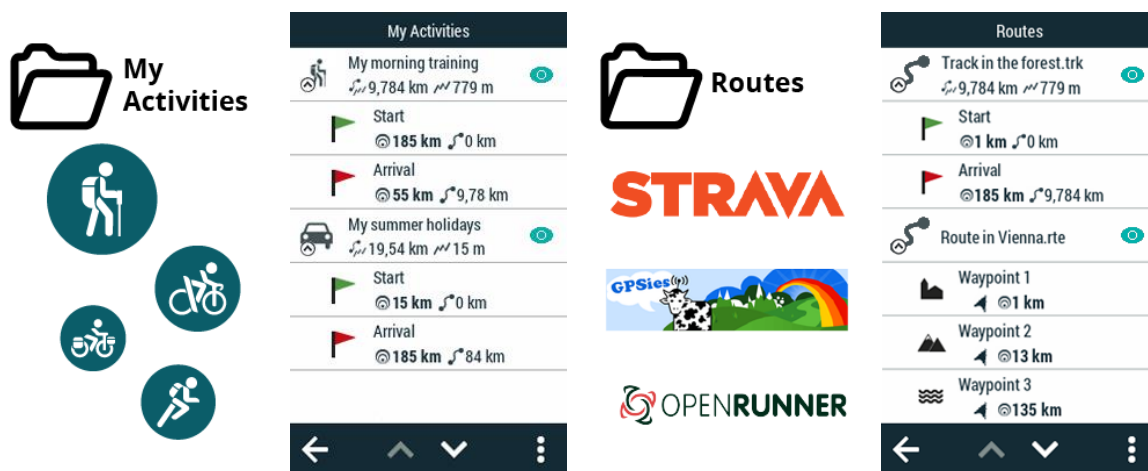 My
Activities
My Activities
My morning training
9,784 km 779 m
Start
185 km 0 km
Arrival
55 km 9,78 km
My summer holidays
19,54 km 15 m
Start
15 km 0 km
Arrival
185 km 84 km
Routes
STRAVA
GPSies
OPENRUNNER
Routes
Track in the forest.trk
9,784 km 779 m
Start
1 km 0 km
Arrival
185 km 9,784 km
Route in Vienna.rte
Waypoint 1
1 km
Waypoint 2
13 km
Waypoint 3
135 km